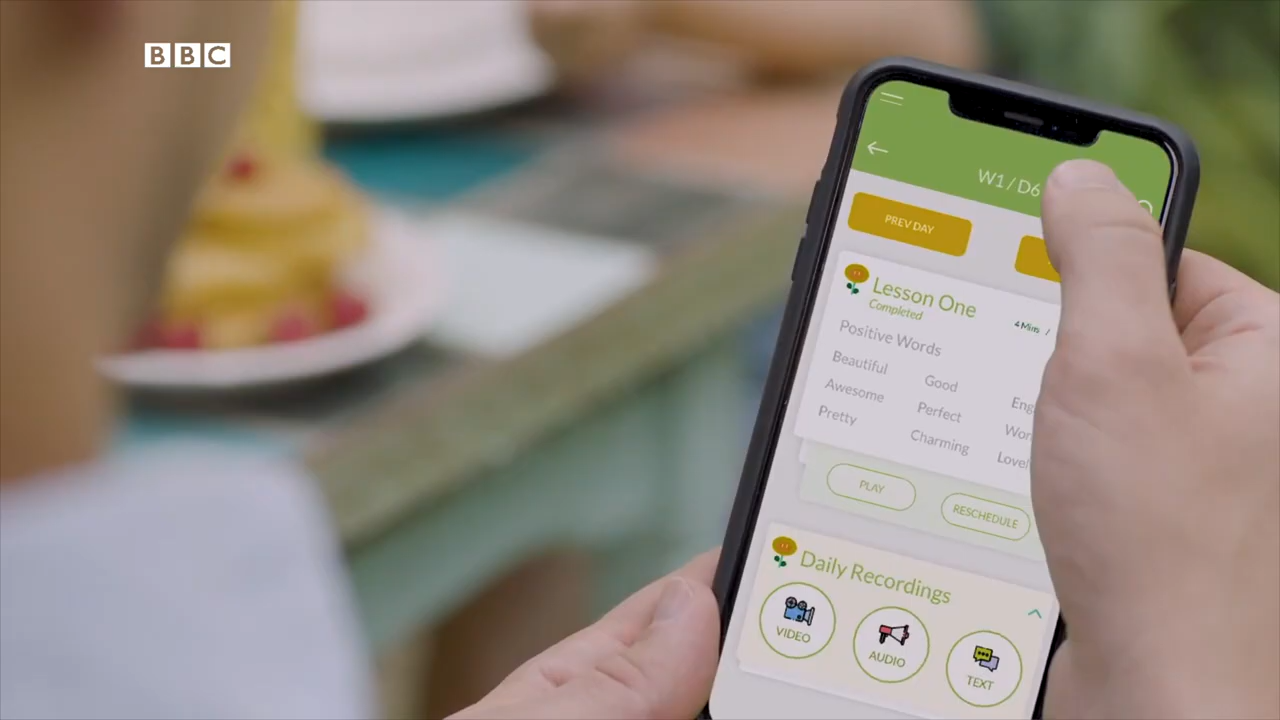 BBC
W1 / D6
PREV DAY
Lesson One
Completed
4 Mins /
Positive Words
Beautiful Good
Awesome Perfect
Pretty Charming
PLAY RESCHEDULE
Daily Recordings
VIDEO AUDIO TEXT